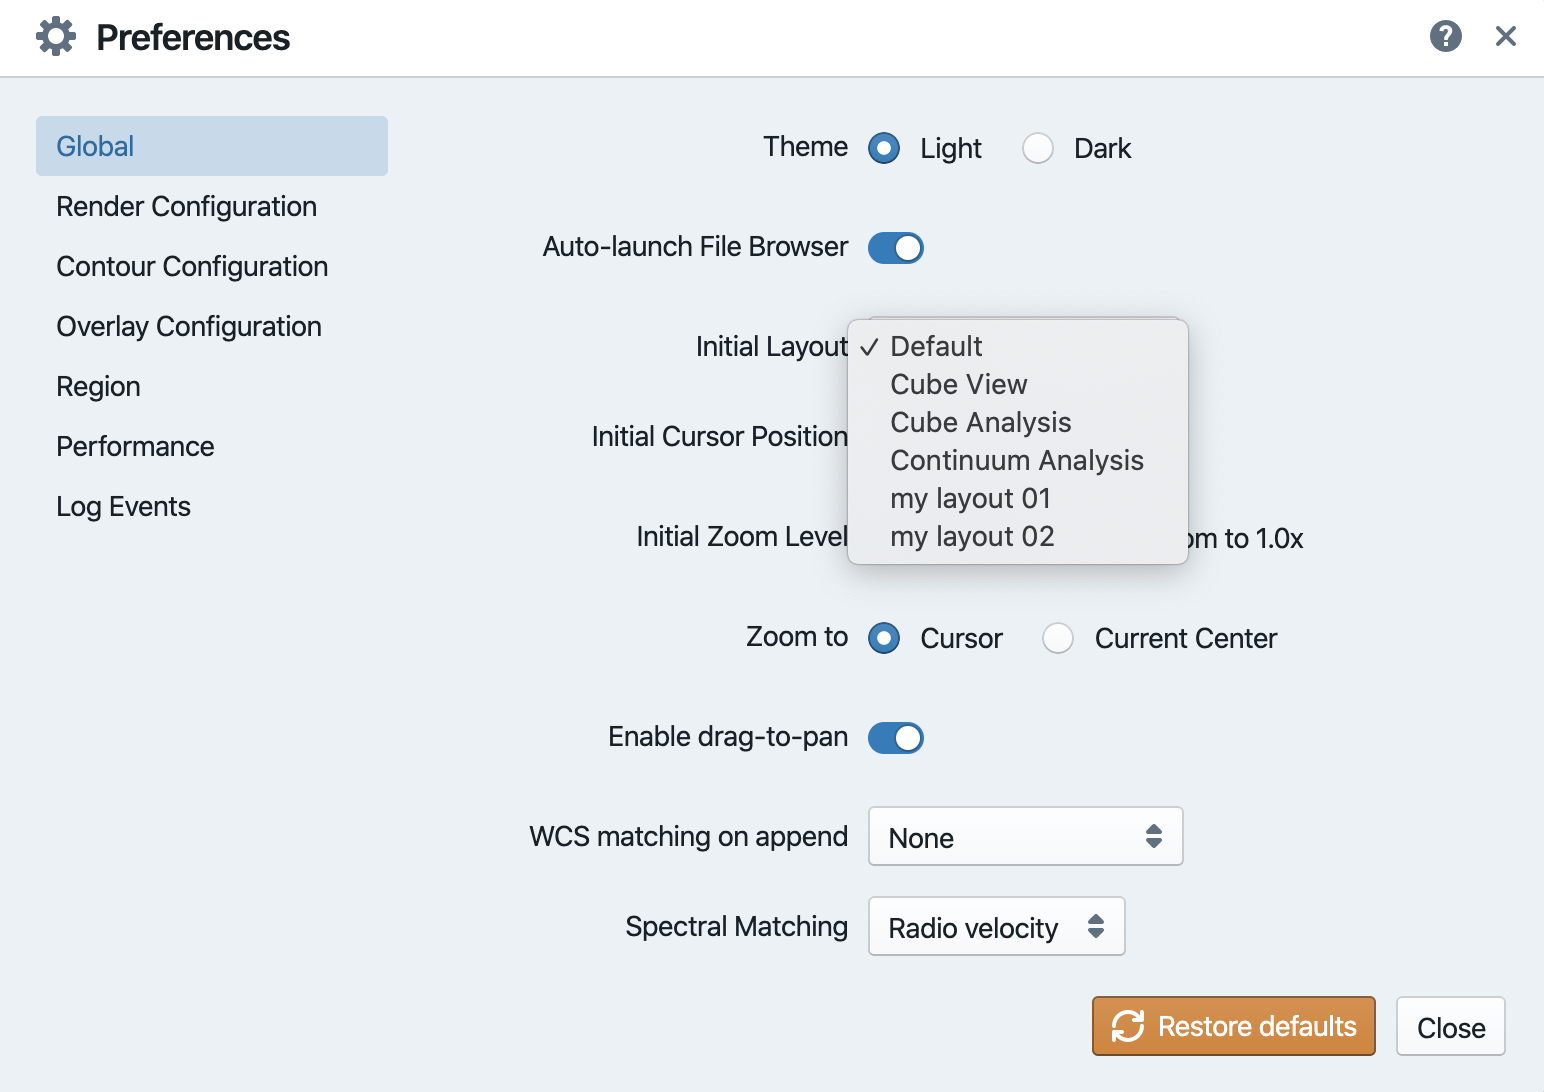 Preferences
Global
Render Configuration
Contour Configuration
Overlay Configuration
Region
Performance
Log Events
Theme Light Dark
Auto-launch File Browser
Initial Layout ✓ Default
Cube View
Cube Analysis
Initial Cursor Position
Continuum Analysis
my layout 01
Initial Zoom Level my layout 02 to 1.0x
Zoom to Cursor Current Center
Enable drag-to-pan
WCS matching on append None
Spectral Matching Radio velocity
Restore defaults Close